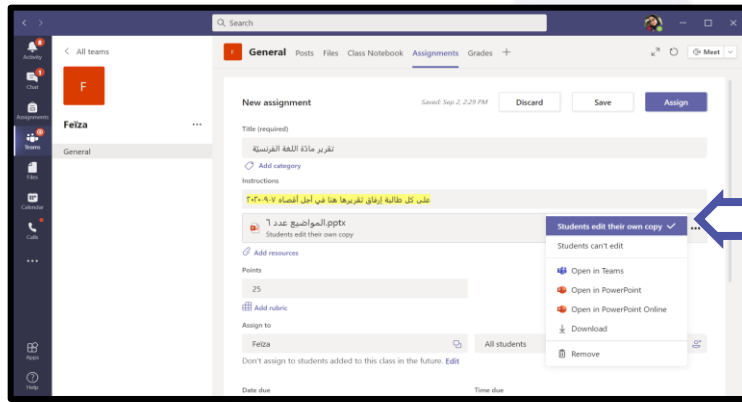 Search
Activity
Chat
Assignments
Teams
Files
Calendar
Calls
Apps
Help
All teams
F
Feïza
General
General Posts Files Class Notebook Assignments Grades
Meet
New assignment Saved: Sep 2, 2:29 PM Discard Save Assign
Title (required)
تقرير مادّة اللغة الفرنسيّة
Add category
Instructions
على كل طالبة إرفاق تقريرها هنا في أجل أقصاه ٧-٩-٢٠٢٠
المواضيع عدد ٦.pptx
Students edit their own copy
Add resources
Points
25
Add rubric
Assign to
Feïza All students
Don't assign to students added to this class in the future. Edit
Date due Time due
Students edit their own copy
Students can't edit
Open in Teams
Open in PowerPoint
Open in PowerPoint Online
Download
Remove